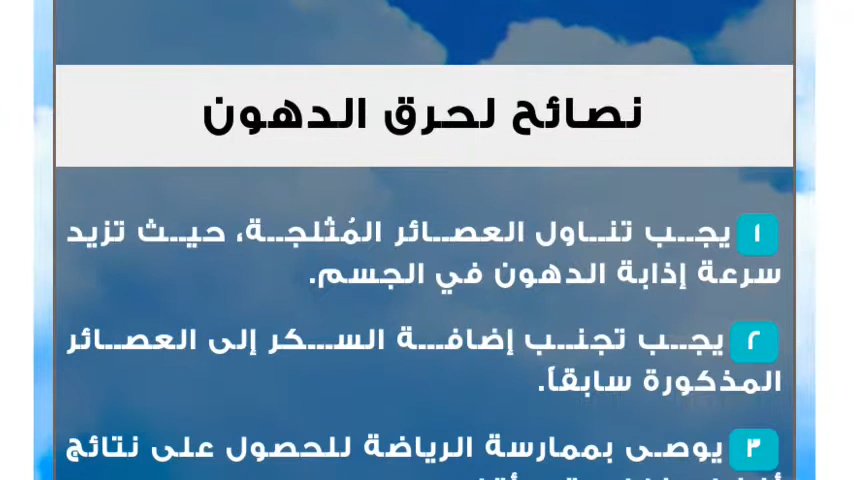 نصائح لحرق الدهون
١ يجب تناول العصائر المُثلجة، حيث تزيد
سرعة إذابة الدهون في الجسم.
٢ يجب تجنب إضافة السكر إلى العصائر
المذكورة سابقاً.
٣ يوصى بممارسة الرياضة للحصول على نتائج